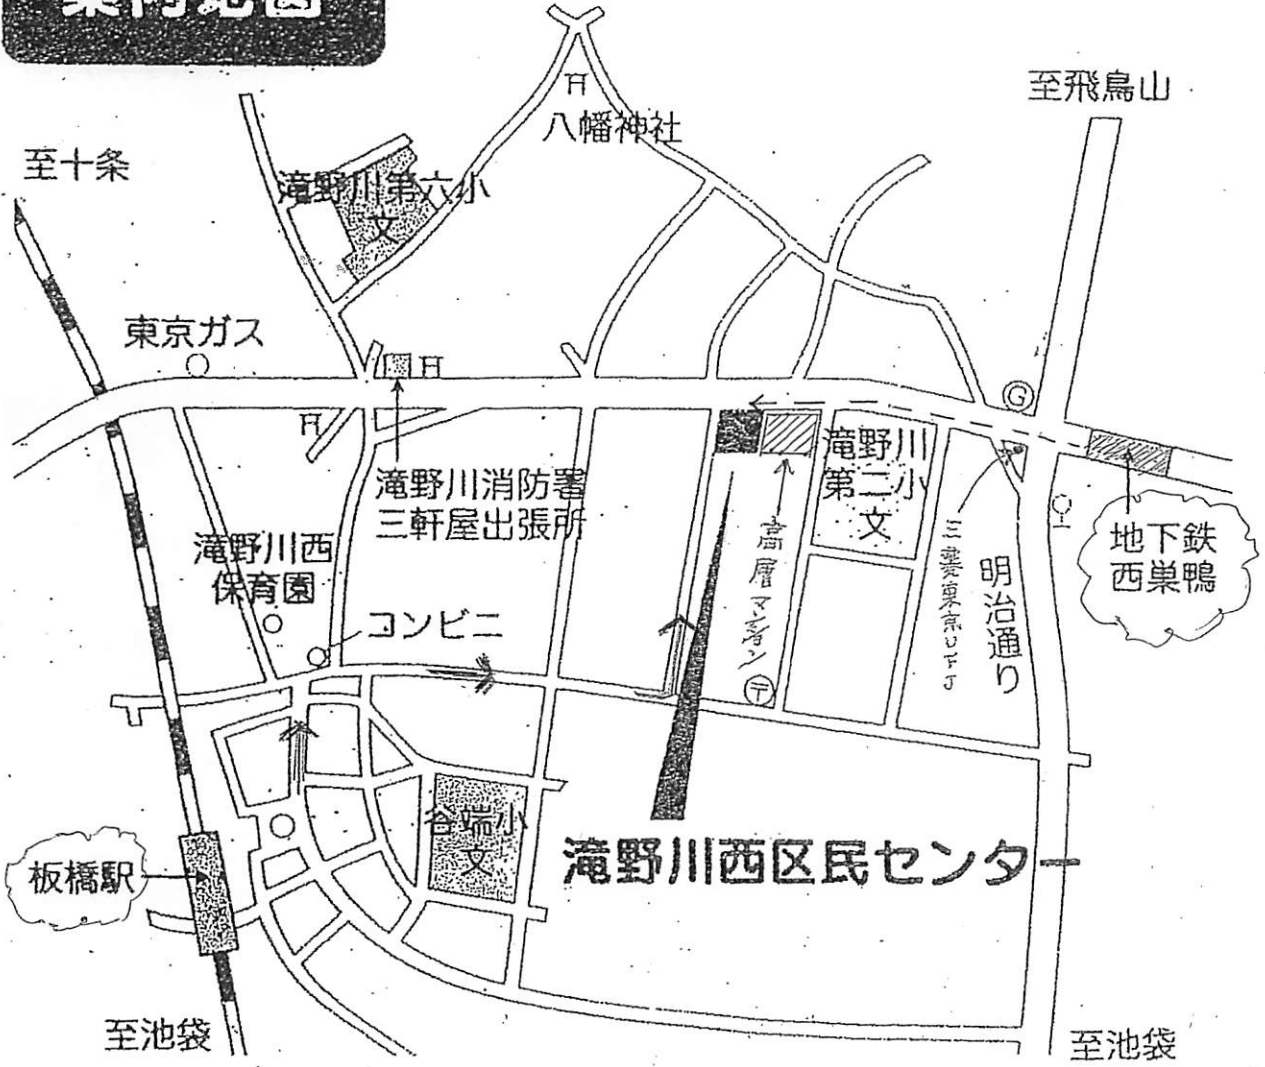 案内地図
至飛鳥山
八幡神社
至十条
滝野川第六小
文
東京ガス
G
滝野川消防署
三軒屋出張所
滝野川
第二小
文
高層マンション
三菱東京UFJ
明治通り
地下鉄
西巣鴨
滝野川西
保育園
コンビニ
〒
谷端小
文
滝野川西区民センター
板橋駅
至池袋
至池袋